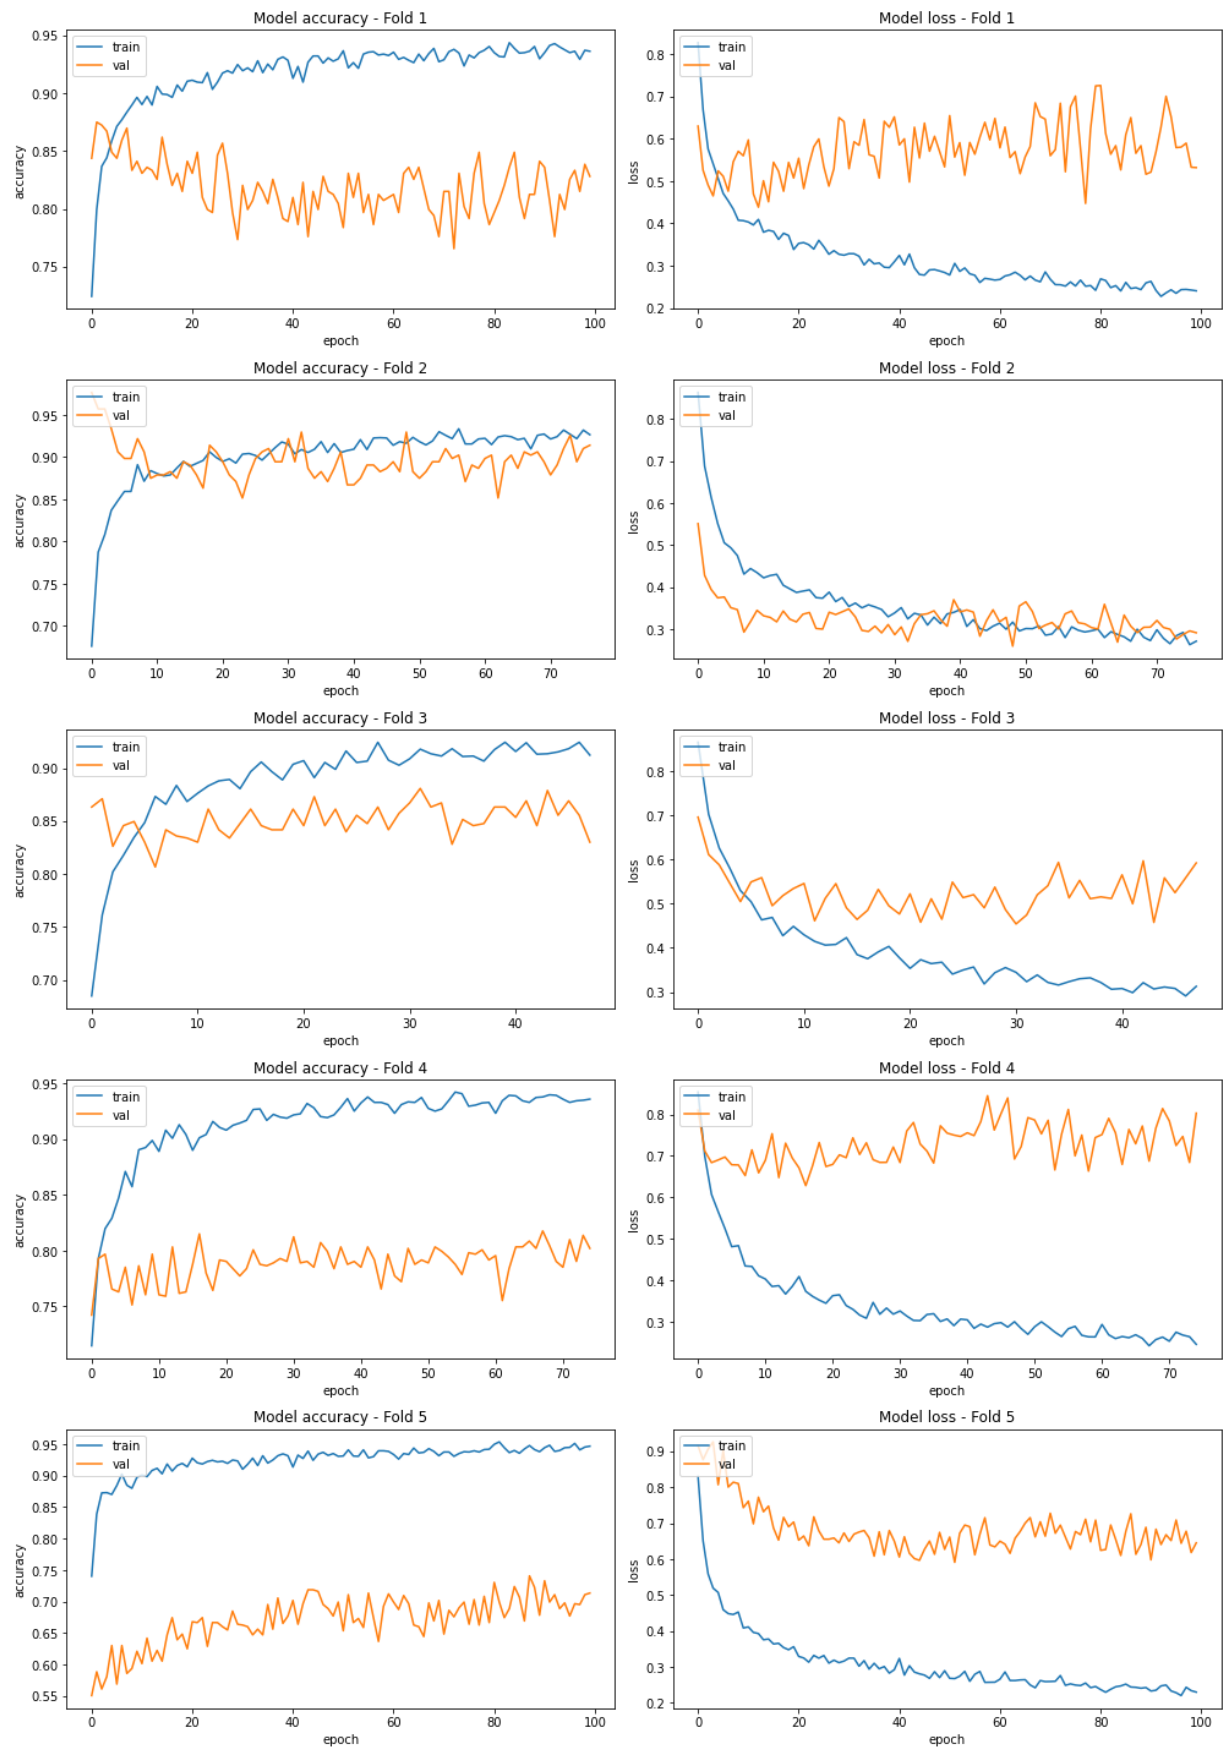 Model accuracy - Fold 1
train
val
0.95
0.90
0.85
0.80
0.75
accuracy
0 20 40 60 80 100
epoch
Model loss - Fold 1
train
val
0.8
0.7
0.6
0.5
0.4
0.3
0.2
loss
0 20 40 60 80 100
epoch
Model accuracy - Fold 2
train
val
0.95
0.90
0.85
0.80
0.75
0.70
accuracy
0 10 20 30 40 50 60 70
epoch
Model loss - Fold 2
train
val
0.8
0.7
0.6
0.5
0.4
0.3
loss
0 10 20 30 40 50 60 70
epoch
Model accuracy - Fold 3
train
val
0.90
0.85
0.80
0.75
0.70
accuracy
0 10 20 30 40
epoch
Model loss - Fold 3
train
val
0.8
0.7
0.6
0.5
0.4
0.3
loss
0 10 20 30 40
epoch
Model accuracy - Fold 4
train
val
0.95
0.90
0.85
0.80
0.75
accuracy
0 10 20 30 40 50 60 70
epoch
Model loss - Fold 4
train
val
0.8
0.7
0.6
0.5
0.4
0.3
loss
0 10 20 30 40 50 60 70
epoch
Model accuracy - Fold 5
train
val
0.95
0.90
0.85
0.80
0.75
0.70
0.65
0.60
0.55
accuracy
0 20 40 60 80 100
epoch
Model loss - Fold 5
train
val
0.9
0.8
0.7
0.6
0.5
0.4
0.3
0.2
loss
0 20 40 60 80 100
epoch